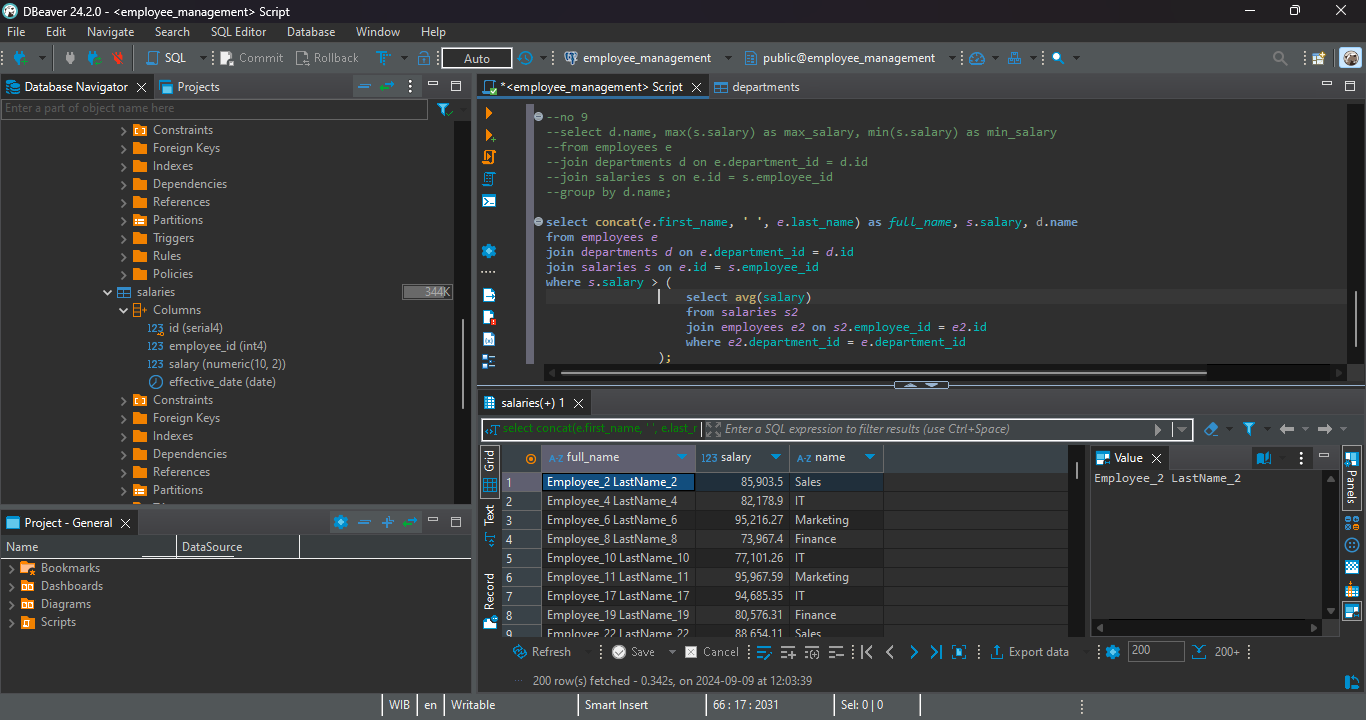 DBeaver 24.2.0 - <employee_management> Script
File Edit Navigate Search SQL Editor Database Window Help
SQL Commit Rollback Auto employee_management public@employee_management
Database Navigator Projects
Enter a part of object name here
Constraints
Foreign Keys
Indexes
Dependencies
References
Partitions
Triggers
Rules
Policies
salaries 344K
Columns
123 id (serial4)
123 employee_id (int4)
123 salary (numeric(10, 2))
effective_date (date)
Constraints
Foreign Keys
Indexes
Dependencies
References
Partitions
Project - General
Name DataSource
Bookmarks
Dashboards
Diagrams
Scripts
*<employee_management> Script departments
--no 9
--select d.name, max(s.salary) as max_salary, min(s.salary) as min_salary
--from employees e
--join departments d on e.department_id = d.id
--join salaries s on e.id = s.employee_id
--group by d.name;
select concat(e.first_name, ' ', e.last_name) as full_name, s.salary, d.name
from employees e
join departments d on e.department_id = d.id
join salaries s on e.id = s.employee_id
where s.salary > (
select avg(salary)
from salaries s2
join employees e2 on s2.employee_id = e2.id
where e2.department_id = e.department_id
);
salaries(+) 1
select concat(e.first_name, ' ', e.last_r Enter a SQL expression to filter results (use Ctrl+Space)
Grid
Text
Record
A-Z full_name 123 salary A-Z name
1 Employee_2 LastName_2 85,903.5 Sales
2 Employee_4 LastName_4 82,178.9 IT
3 Employee_6 LastName_6 95,216.27 Marketing
4 Employee_8 LastName_8 73,967.4 Finance
5 Employee_10 LastName_10 77,101.26 IT
6 Employee_11 LastName_11 95,967.59 Marketing
7 Employee_17 LastName_17 94,685.35 IT
8 Employee_19 LastName_19 80,576.31 Finance
9 Employee_22 LastName_22 88,654.11 Sales
Value
Employee_2 LastName_2
Panels
Refresh Save Cancel Export data 200 200+
200 row(s) fetched - 0.342s, on 2024-09-09 at 12:03:39
WIB en Writable Smart Insert 66 : 17 : 2031 Sel: 0 | 0